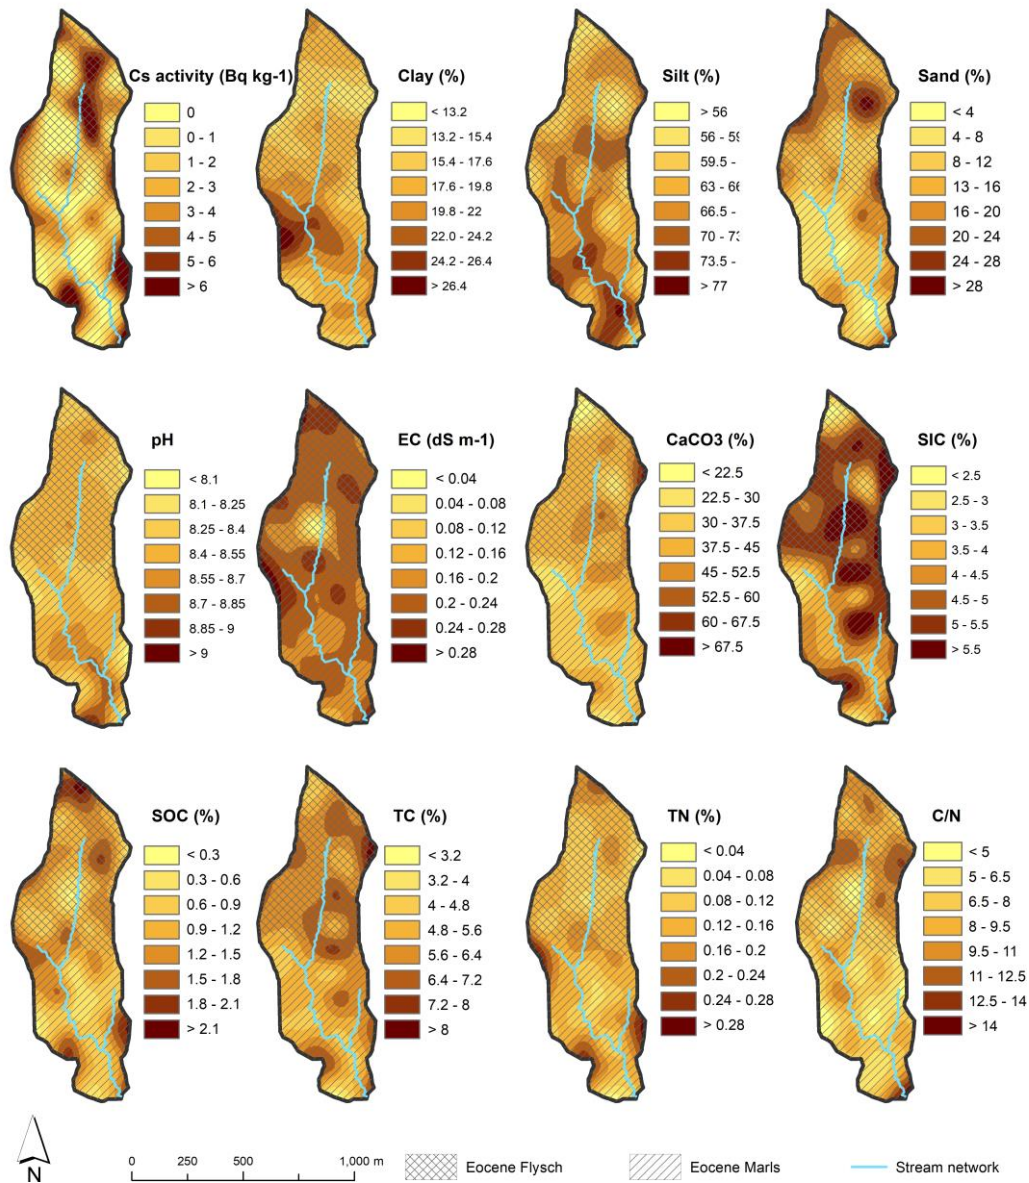 Cs activity (Bq kg-1)
0
0 - 1
1 - 2
2 - 3
3 - 4
4 - 5
5 - 6
> 6
Clay (%)
< 13.2
13.2 - 15.4
15.4 - 17.6
17.6 - 19.8
19.8 - 22
22.0 - 24.2
24.2 - 26.4
> 26.4
Silt (%)
> 56
56 - 59
59.5 -
63 - 66
66.5 -
70 - 73
73.5 -
> 77
Sand (%)
< 4
4 - 8
8 - 12
13 - 16
16 - 20
20 - 24
24 - 28
> 28
pH
< 8.1
8.1 - 8.25
8.25 - 8.4
8.4 - 8.55
8.55 - 8.7
8.7 - 8.85
8.85 - 9
> 9
EC (dS m-1)
< 0.04
0.04 - 0.08
0.08 - 0.12
0.12 - 0.16
0.16 - 0.2
0.2 - 0.24
0.24 - 0.28
> 0.28
CaCO3 (%)
< 22.5
22.5 - 30
30 - 37.5
37.5 - 45
45 - 52.5
52.5 - 60
60 - 67.5
> 67.5
SIC (%)
< 2.5
2.5 - 3
3 - 3.5
3.5 - 4
4 - 4.5
4.5 - 5
5 - 5.5
> 5.5
SOC (%)
< 0.3
0.3 - 0.6
0.6 - 0.9
0.9 - 1.2
1.2 - 1.5
1.5 - 1.8
1.8 - 2.1
> 2.1
TC (%)
< 3.2
3.2 - 4
4 - 4.8
4.8 - 5.6
5.6 - 6.4
6.4 - 7.2
7.2 - 8
> 8
TN (%)
< 0.04
0.04 - 0.08
0.08 - 0.12
0.12 - 0.16
0.16 - 0.2
0.2 - 0.24
0.24 - 0.28
> 0.28
C/N
< 5
5 - 6.5
6.5 - 8
8 - 9.5
9.5 - 11
11 - 12.5
12.5 - 14
> 14
N
0 250 500 1,000 m
Eocene Flysch
Eocene Marls
Stream network